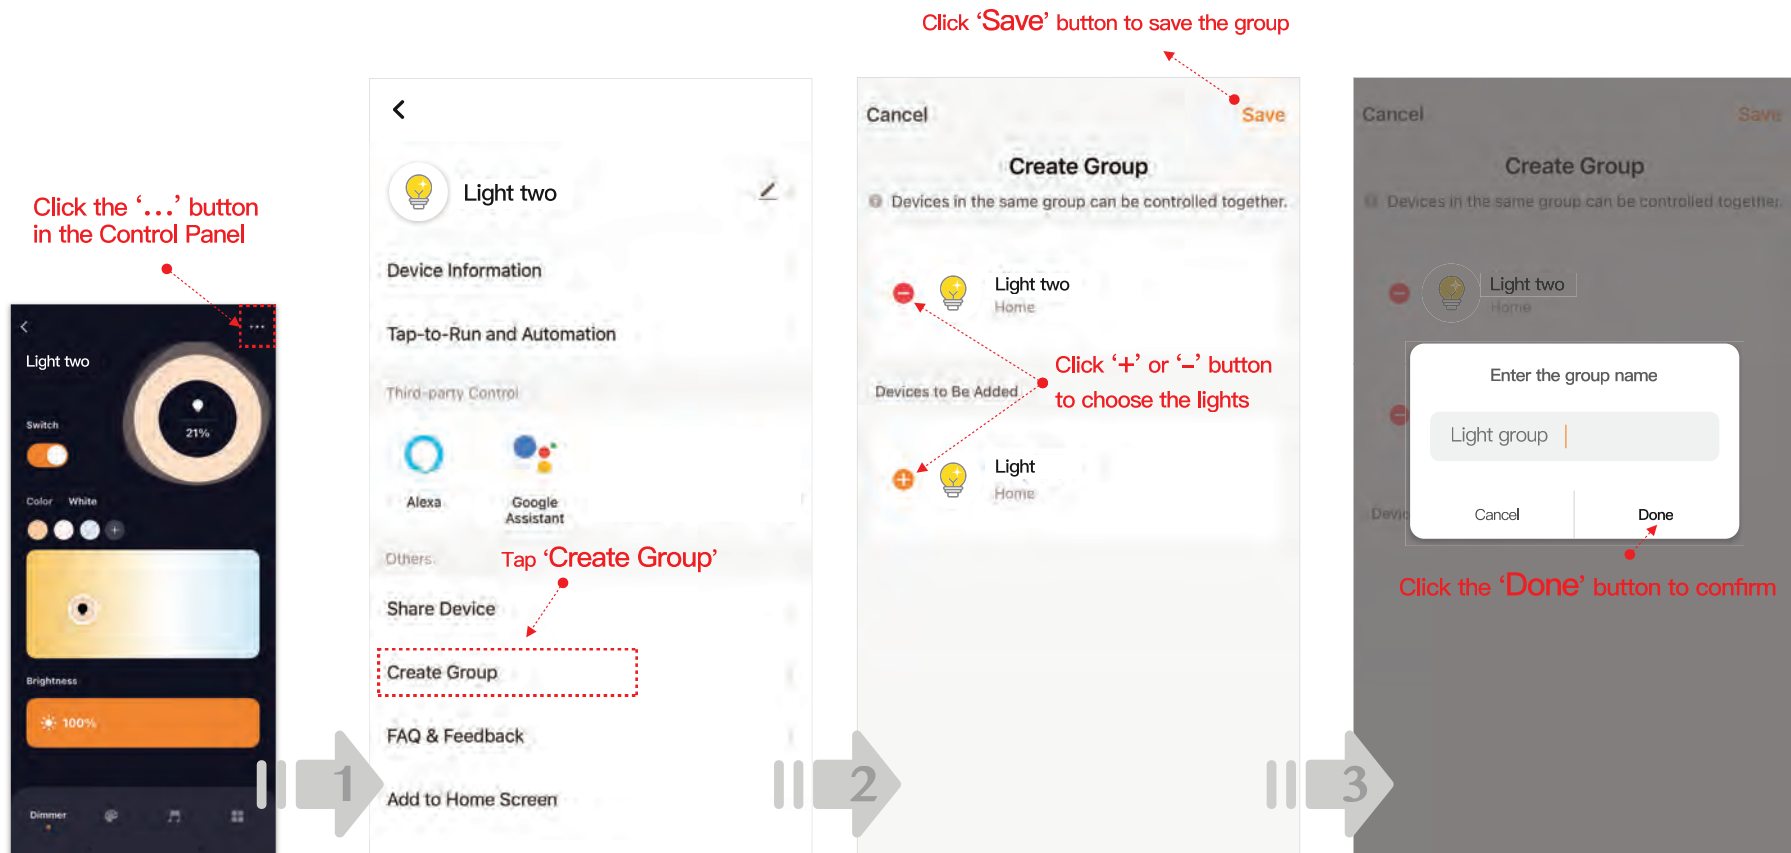 Click ‘Save’ button to save the group
Click the ‘...’ button
in the Control Panel
Light two
21%
Switch
Color White
Brightness
100%
Dimmer
1
Light two
Device Information
Tap-to-Run and Automation
Third-party Control
Alexa
Google
Assistant
Others
Tap ‘Create Group’
Share Device
Create Group
FAQ & Feedback
Add to Home Screen
2
Cancel Save
Create Group
Devices in the same group can be controlled together.
Light two
Home
Click ‘+’ or ‘–’ button
to choose the lights
Devices to Be Added
Light
Home
3
Cancel Save
Create Group
Devices in the same group can be controlled together.
Light two
Home
Enter the group name
Light group
Cancel Done
Click the ‘Done’ button to confirm